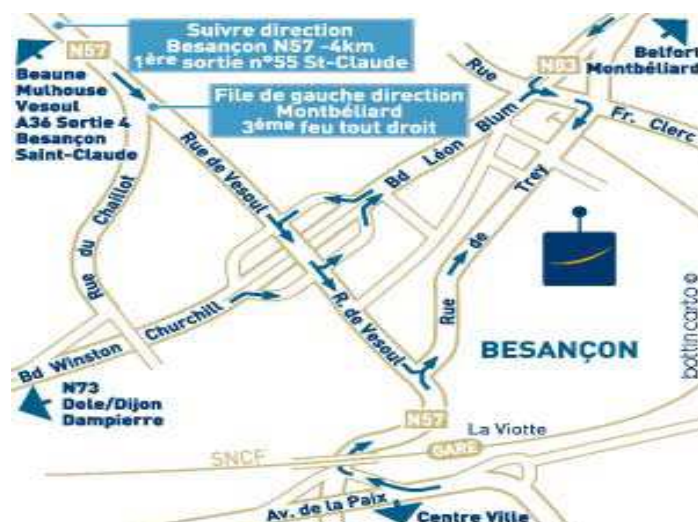 Suivre direction
Besançon N57 -4km
1ère sortie n°55 St-Claude
N57
Beaune
Mulhouse
Vesoul
A36 Sortie 4
Besançon
Saint-Claude
File de gauche direction
Montbéliard
3éme feu tout droit
Belfort
Montbéliard
N83
Rue
Fr. Clerc
Bd Léon Blum
Rue de Vesoul
Rue du Chaillot
Rue de Trey
Bd Winston Churchill
R. de Vesoul
BESANÇON
bottin carto ©
N73
Dole/Dijon
Dampierre
N57
La Viotte
GARE
SNCF
Av. de la Paix
Centre Ville